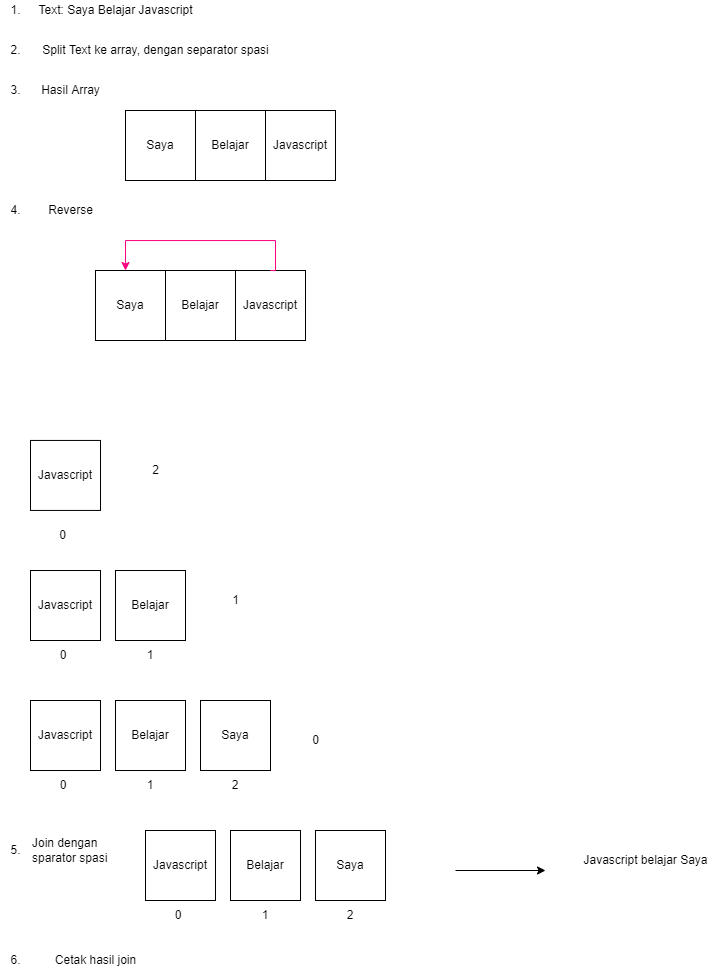 1. Text: Saya Belajar Javascript
2. Split Text ke array, dengan separator spasi
3. Hasil Array
Saya Belajar Javascript
4. Reverse
Saya Belajar Javascript
Javascript 2
0
Javascript Belajar 1
0 1
Javascript Belajar Saya 0
0 1 2
5. Join dengan
sparator spasi
Javascript Belajar Saya Javascript belajar Saya
0 1 2
6. Cetak hasil join